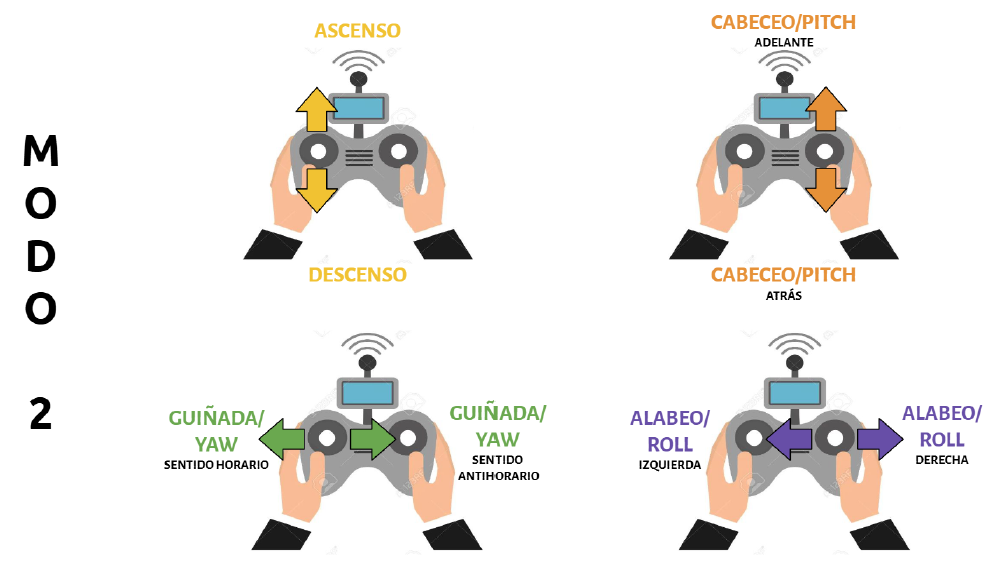 MODO 2
ASCENSO
DESCENSO
CABECEO/PITCH
ADELANTE
CABECEO/PITCH
ATRÁS
GUIÑADA/
YAW
SENTIDO HORARIO
GUIÑADA/
YAW
SENTIDO
ANTIHORARIO
ALABEO/
ROLL
IZQUIERDA
ALABEO/
ROLL
DERECHA